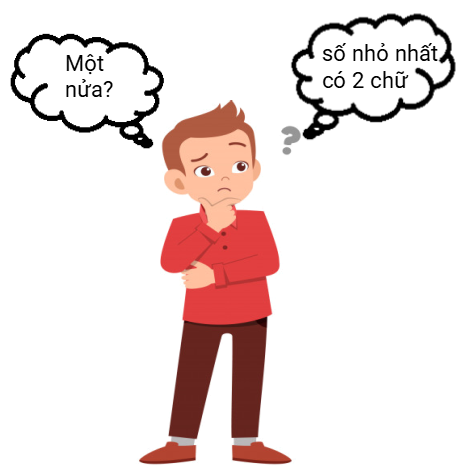 Một
nửa?
số nhỏ nhất
có 2 chữ
?